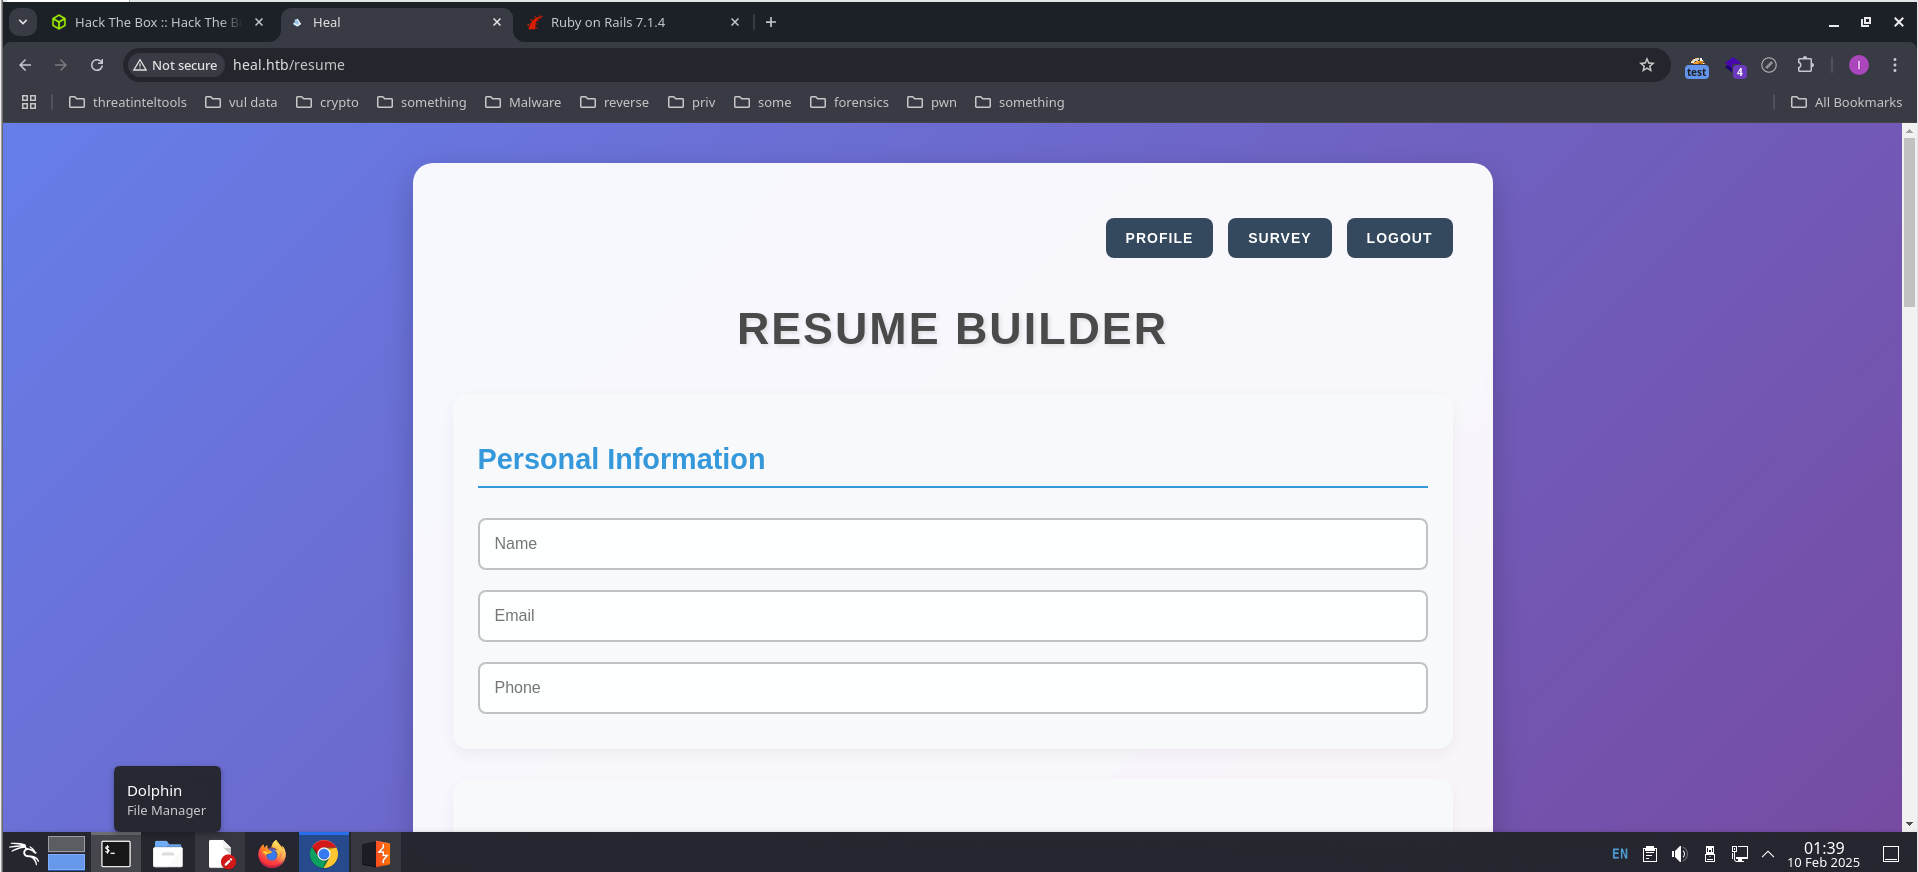 Hack The Box :: Hack The B
Heal
Ruby on Rails 7.1.4
Not secure
heal.htb/resume
test
4
I
threatinteltools
vul data
crypto
something
Malware
reverse
priv
some
forensics
pwn
something
All Bookmarks
PROFILE
SURVEY
LOGOUT
RESUME BUILDER
Personal Information
Name
Email
Phone
Dolphin
File Manager
$_
EN
01:39
10 Feb 2025